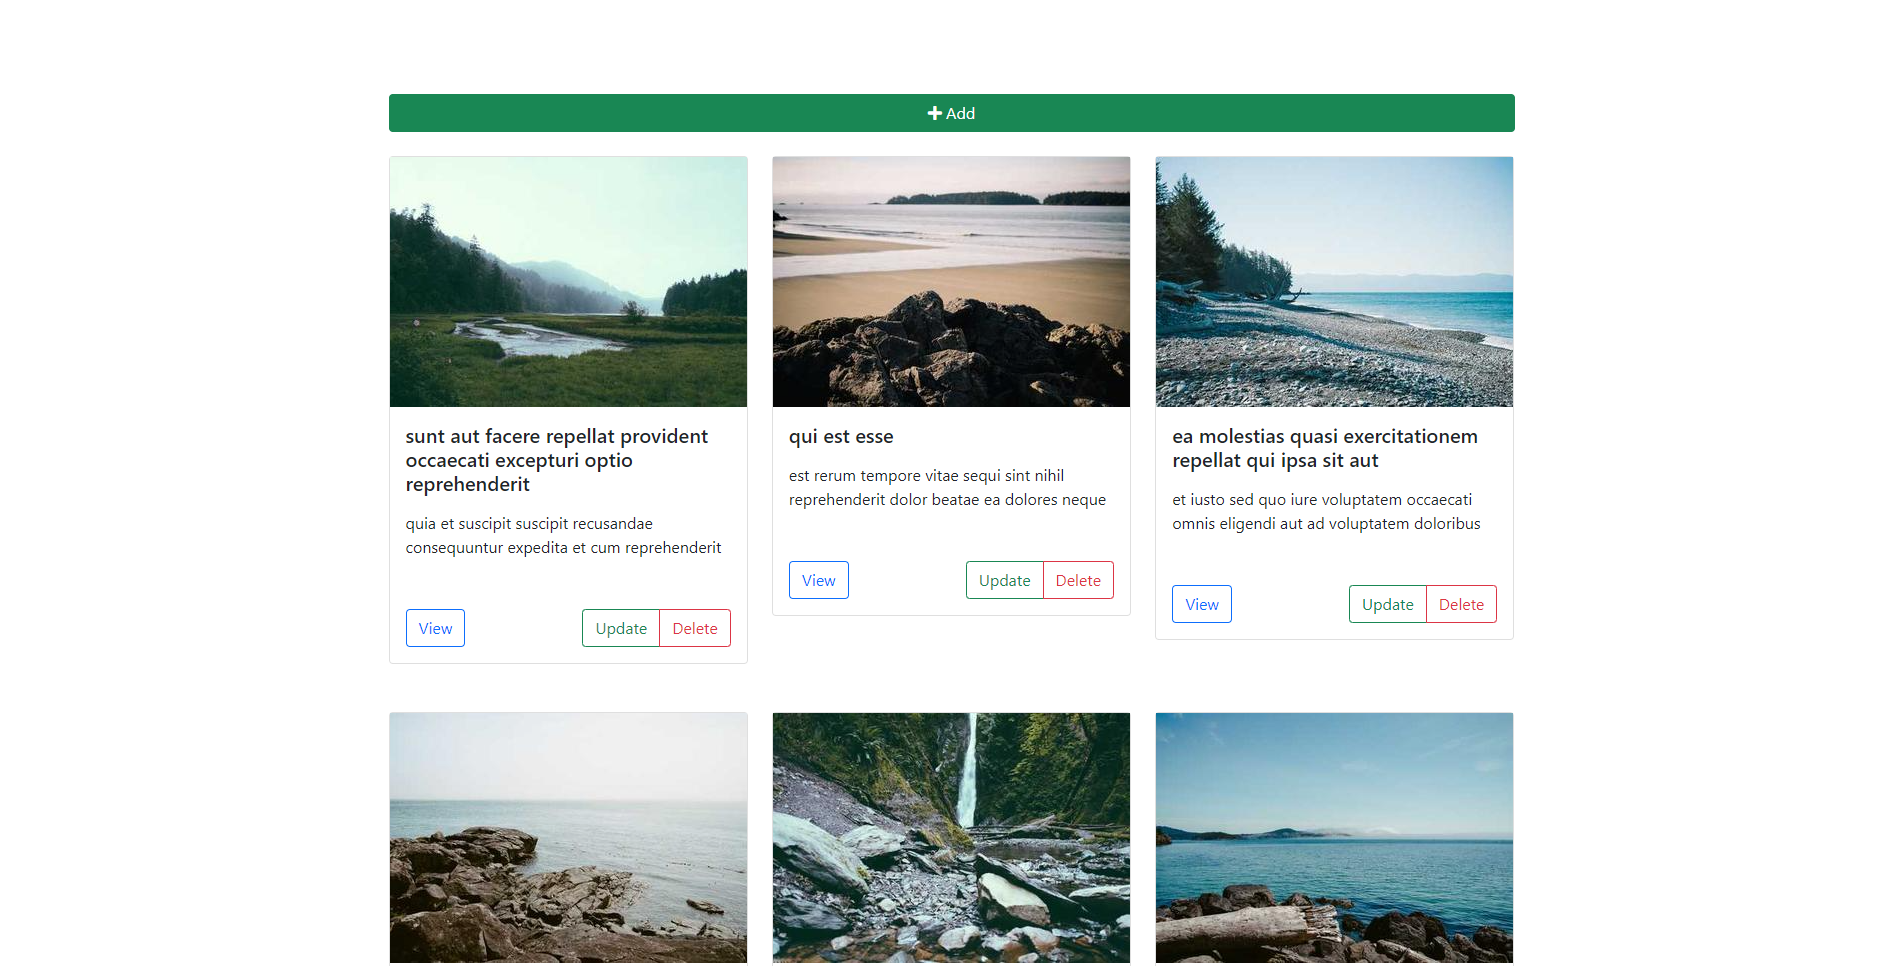 Add
sunt aut facere repellat provident
occaecati excepturi optio
reprehenderit
quia et suscipit suscipit recusandae
consequuntur expedita et cum reprehenderit
View
Update
Delete
qui est esse
est rerum tempore vitae sequi sint nihil
reprehenderit dolor beatae ea dolores neque
View
Update
Delete
ea molestias quasi exercitationem
repellat qui ipsa sit aut
et iusto sed quo iure voluptatem occaecati
omnis eligendi aut ad voluptatem doloribus
View
Update
Delete